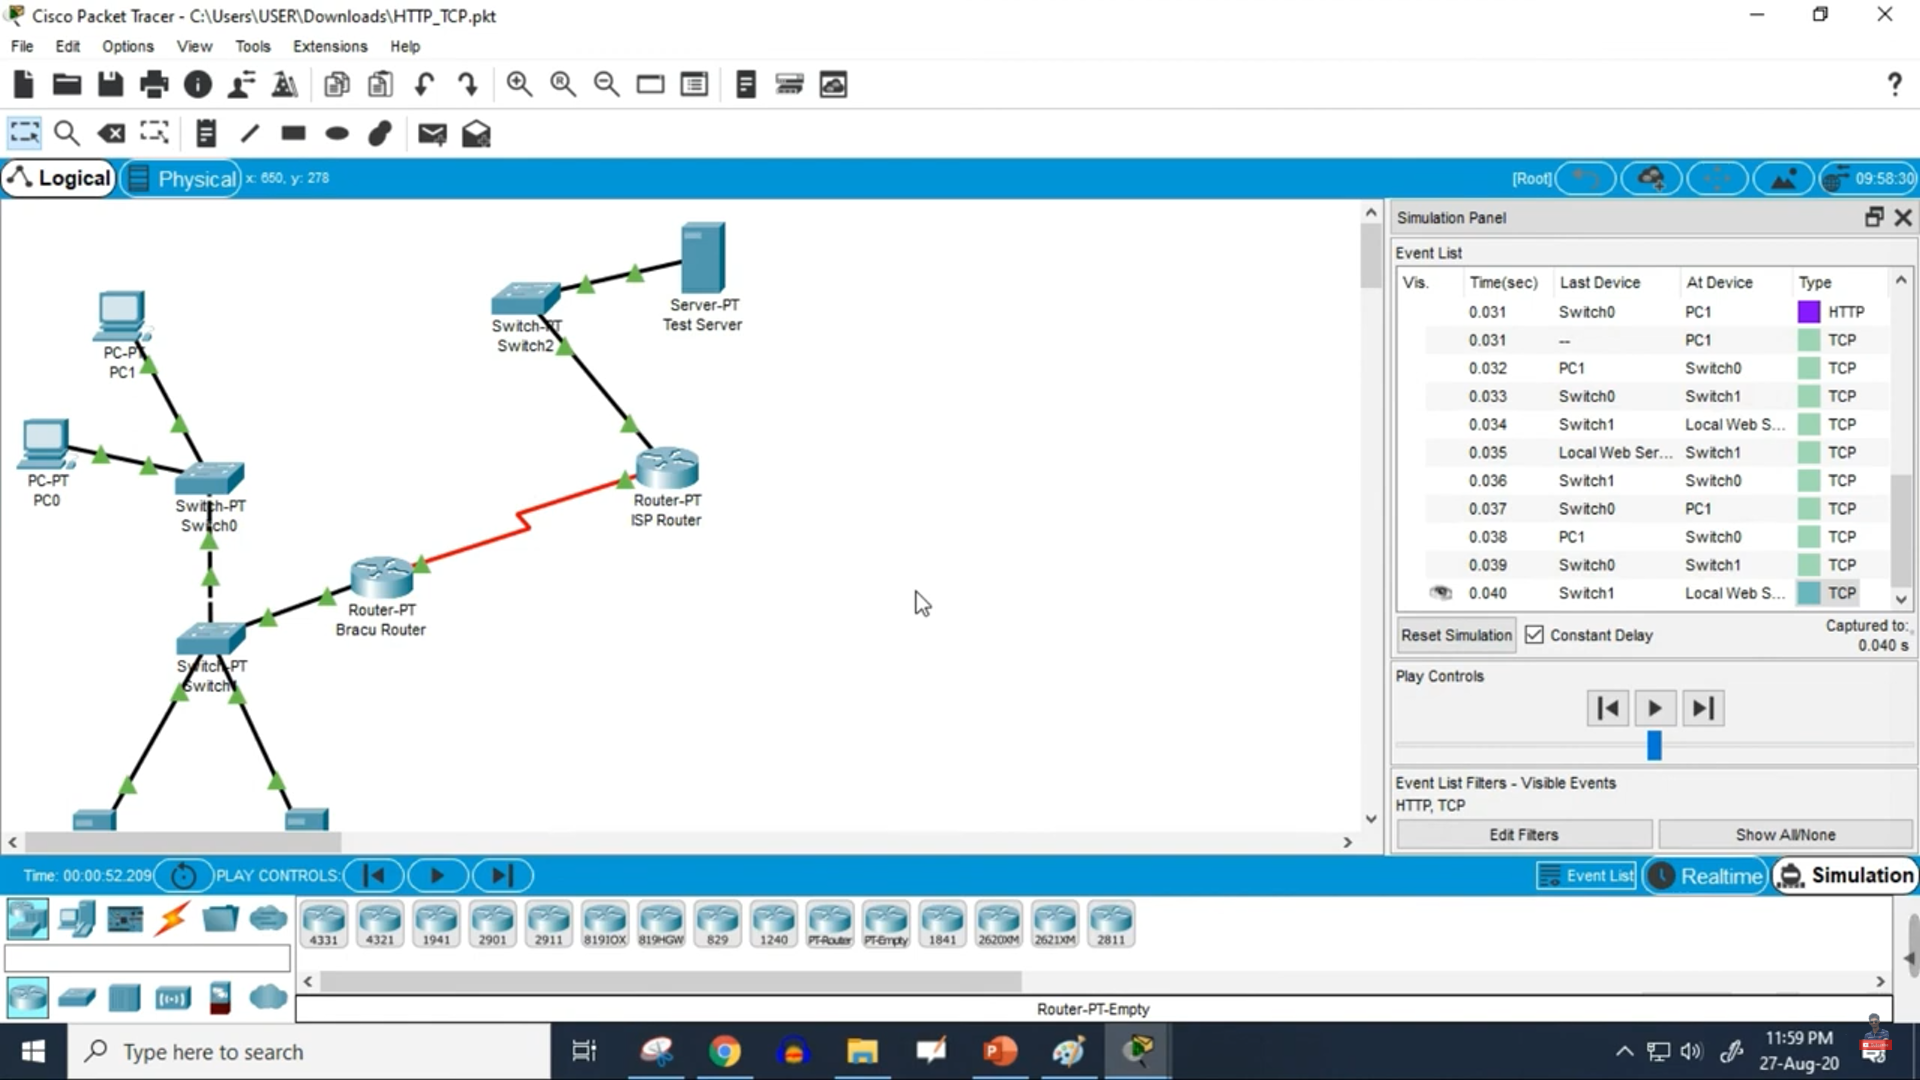 Cisco Packet Tracer - C:\Users\USER\Downloads\HTTP_TCP.pkt
File Edit Options View Tools Extensions Help
?
Logical Physical x: 650, y: 278 [Root] 09:58:30
Simulation Panel
Event List
Vis. Time(sec) Last Device At Device Type
0.031 Switch0 PC1 HTTP
0.031 -- PC1 TCP
0.032 PC1 Switch0 TCP
0.033 Switch0 Switch1 TCP
0.034 Switch1 Local Web S... TCP
0.035 Local Web Ser... Switch1 TCP
0.036 Switch1 Switch0 TCP
0.037 Switch0 PC1 TCP
0.038 PC1 Switch0 TCP
0.039 Switch0 Switch1 TCP
0.040 Switch1 Local Web S... TCP
Reset Simulation Constant Delay Captured to:
0.040 s
Play Controls
Event List Filters - Visible Events
HTTP, TCP
Edit Filters Show All/None
Server-PT
Test Server
Switch-PT
Switch2
PC-PT
PC1
PC-PT
PC0
Switch-PT
Switch0
Router-PT
ISP Router
Router-PT
Bracu Router
Switch-PT
Switch1
Time: 00:00:52.209 PLAY CONTROLS: Event List Realtime Simulation
4331 4321 1941 2901 2911 819IOX 819HGW 829 1240 PT-Router PT-Empty 1841 2620XM 2621XM 2811
Router-PT-Empty
Type here to search
11:59 PM
27-Aug-20